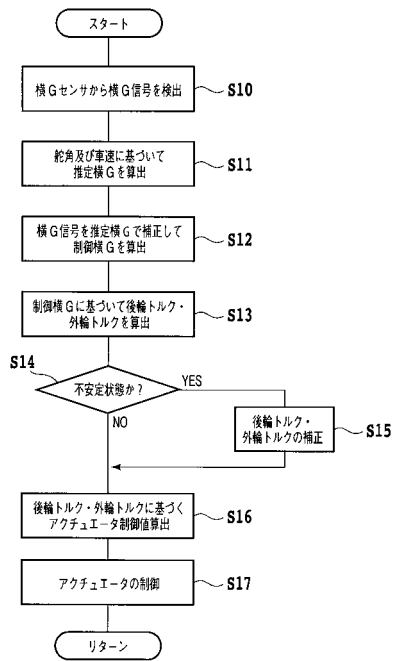 スタート
横Gセンサから横G信号を検出
S10
舵角及び車速に基づいて
推定横Gを算出
S11
横G信号を推定横Gで補正して
制御横Gを算出
S12
制御横Gに基づいて後輪トルク・
外輪トルクを算出
S13
S14
不安定状態か?
YES
NO
後輪トルク・
外輪トルクの補正
S15
後輪トルク・外輪トルクに基づく
アクチュエータ制御値算出
S16
アクチュエータの制御
S17
リターン